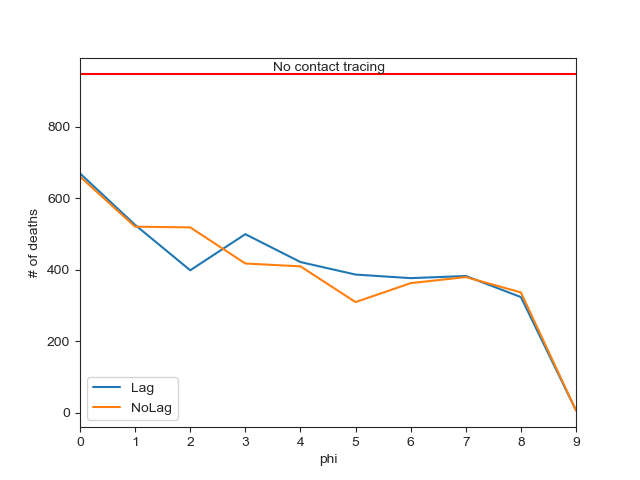 No contact tracing
# of deaths
800
600
400
200
0
Lag
NoLag
0 1 2 3 4 5 6 7 8 9
phi